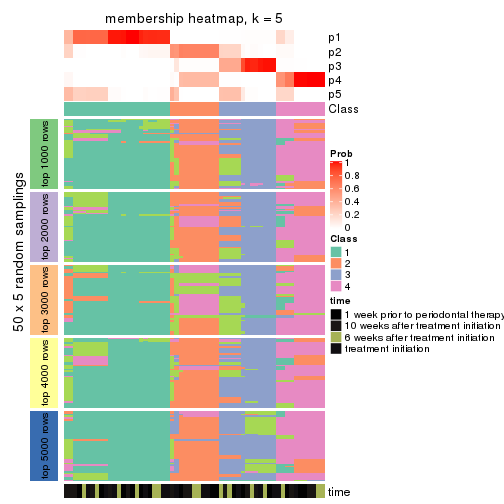 membership heatmap, k = 5
p1
p2
p3
p4
p5
Class
50 x 5 random samplings
top 1000 rows
top 2000 rows
top 3000 rows
top 4000 rows
top 5000 rows
time
Prob
1
0.8
0.6
0.4
0.2
0
Class
1
2
3
4
time
1 week prior to periodontal therapy
10 weeks after treatment initiation
6 weeks after treatment initiation
treatment initiation